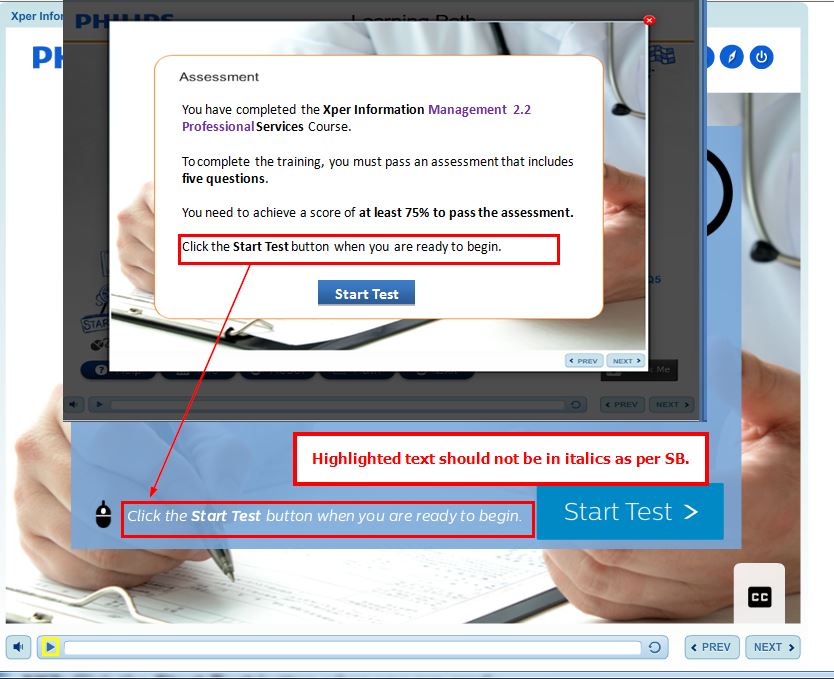 Xper Infor
PHILIPS
Learning Path
PH
Assessment
You have completed the Xper Information Management 2.2
Professional Services Course.
To complete the training, you must pass an assessment that includes
five questions.
You need to achieve a score of at least 75% to pass the assessment.
Click the Start Test button when you are ready to begin.
Start Test
PREV NEXT
STAR
Me
PREV NEXT
Highlighted text should not be in italics as per SB.
Click the Start Test button when you are ready to begin.
Start Test >
CC
PREV NEXT